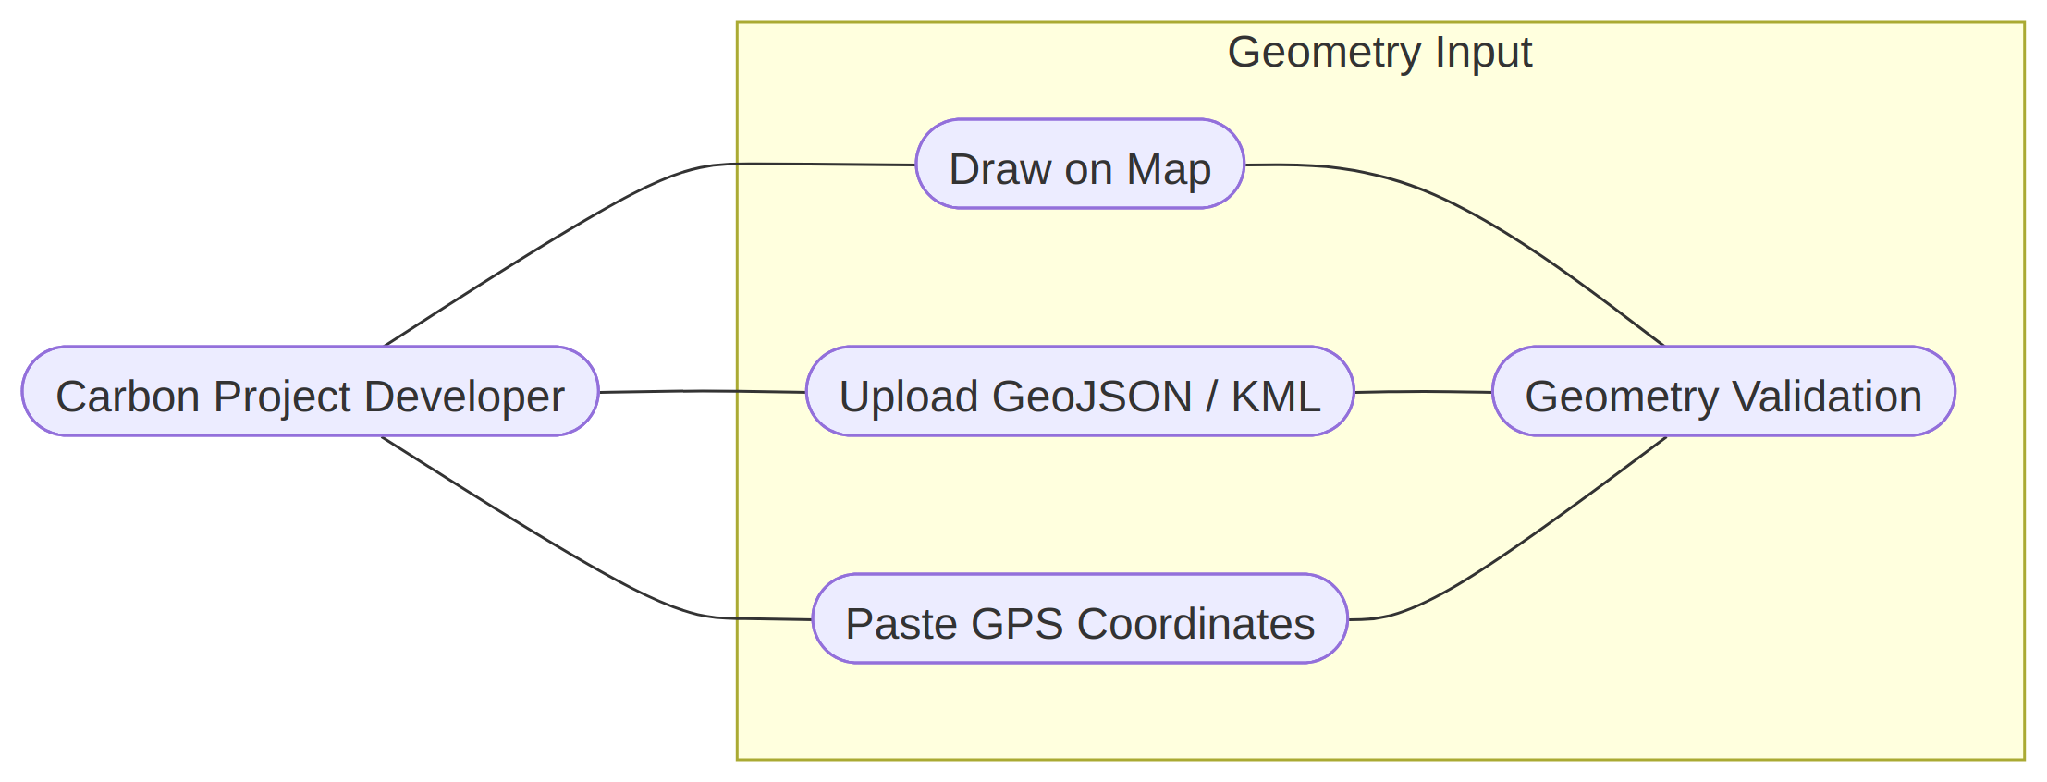 Geometry Input
Draw on Map
Carbon Project Developer
Upload GeoJSON / KML
Geometry Validation
Paste GPS Coordinates